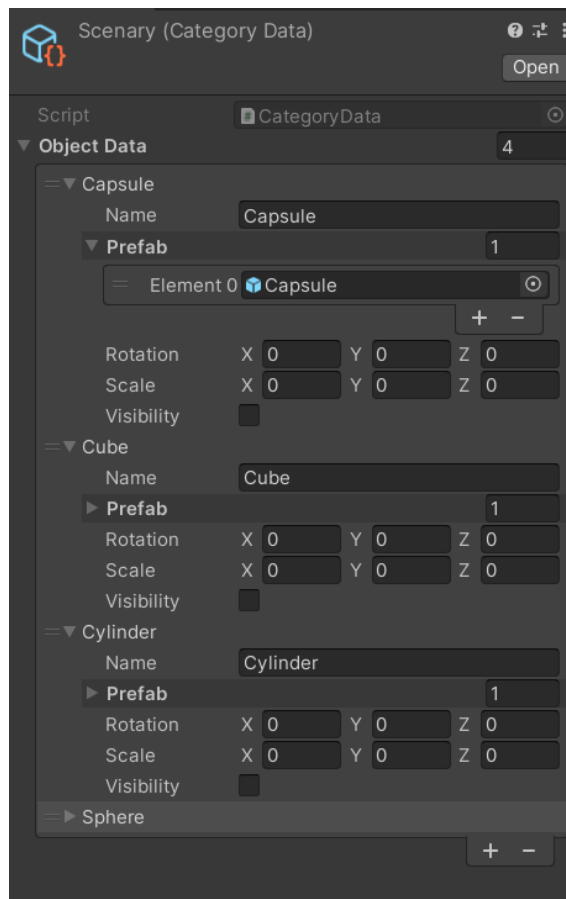 Scenary (Category Data)
Open
Script CategoryData
Object Data 4
Capsule
Name Capsule
Prefab 1
Element 0 Capsule
+ −
Rotation X 0 Y 0 Z 0
Scale X 0 Y 0 Z 0
Visibility
Cube
Name Cube
Prefab 1
Rotation X 0 Y 0 Z 0
Scale X 0 Y 0 Z 0
Visibility
Cylinder
Name Cylinder
Prefab 1
Rotation X 0 Y 0 Z 0
Scale X 0 Y 0 Z 0
Visibility
Sphere
+ −